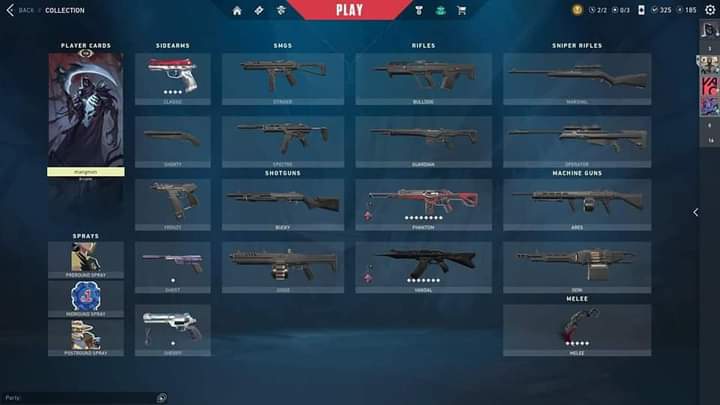 BACK // COLLECTION
PLAY
2/2
0/3
325
185
PLAYER CARDS
SIDEARMS
SMGS
RIFLES
SNIPER RIFLES
CLASSIC
STINGER
BULLDOG
MARSHAL
SHORTY
SPECTRE
GUARDIAN
OPERATOR
SHOTGUNS
MACHINE GUNS
FRENZY
BUCKY
PHANTOM
ARES
SPRAYS
PREROUND SPRAY
GHOST
JUDGE
VANDAL
ODIN
MIDROUND SPRAY
MELEE
POSTROUND SPRAY
SHERIFF
MELEE
Party:
3
14